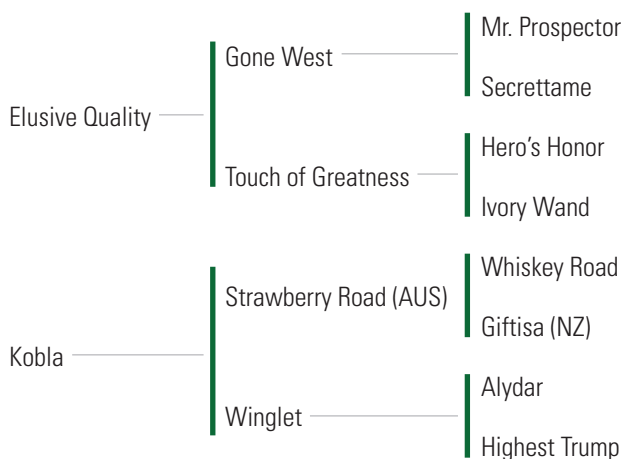 Mr. Prospector
Gone West
Secrettame
Elusive Quality
Hero's Honor
Touch of Greatness
Ivory Wand
Whiskey Road
Strawberry Road (AUS)
Giftisa (NZ)
Kobla
Alydar
Winglet
Highest Trump